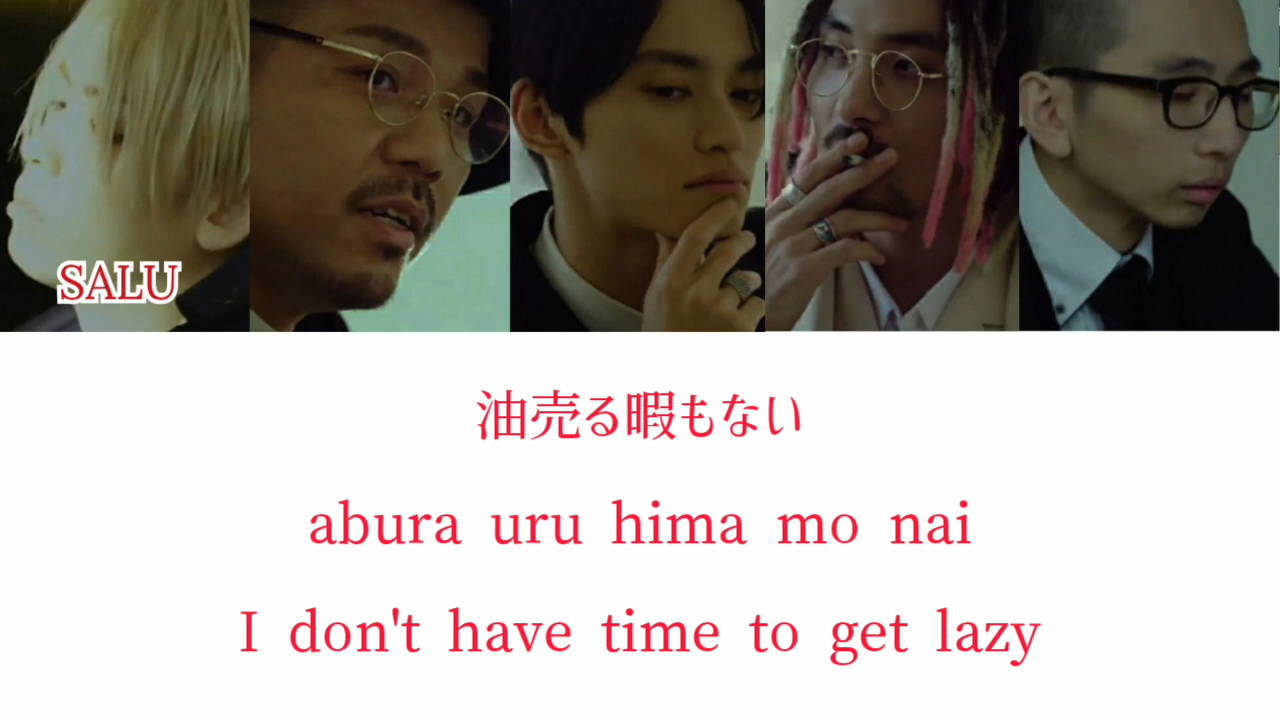 SALU
油売る暇もない
abura uru hima mo nai
I don't have time to get lazy